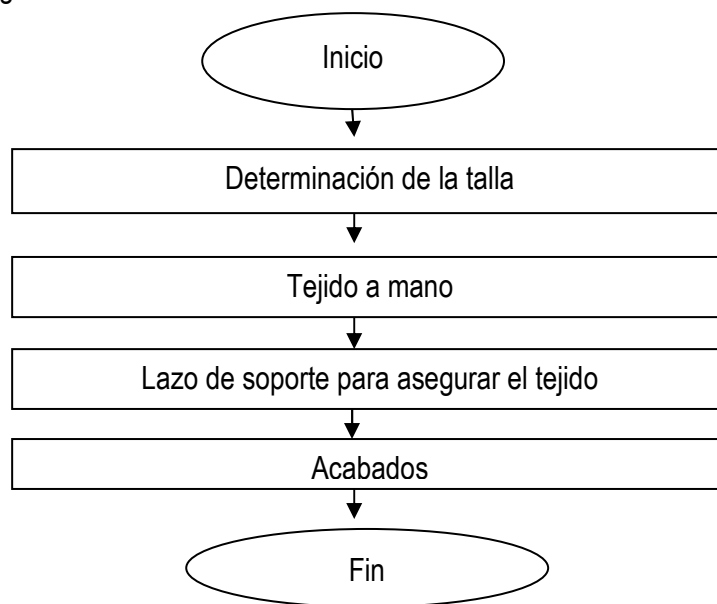 Inicio
Determinación de la talla
Tejido a mano
Lazo de soporte para asegurar el tejido
Acabados
Fin